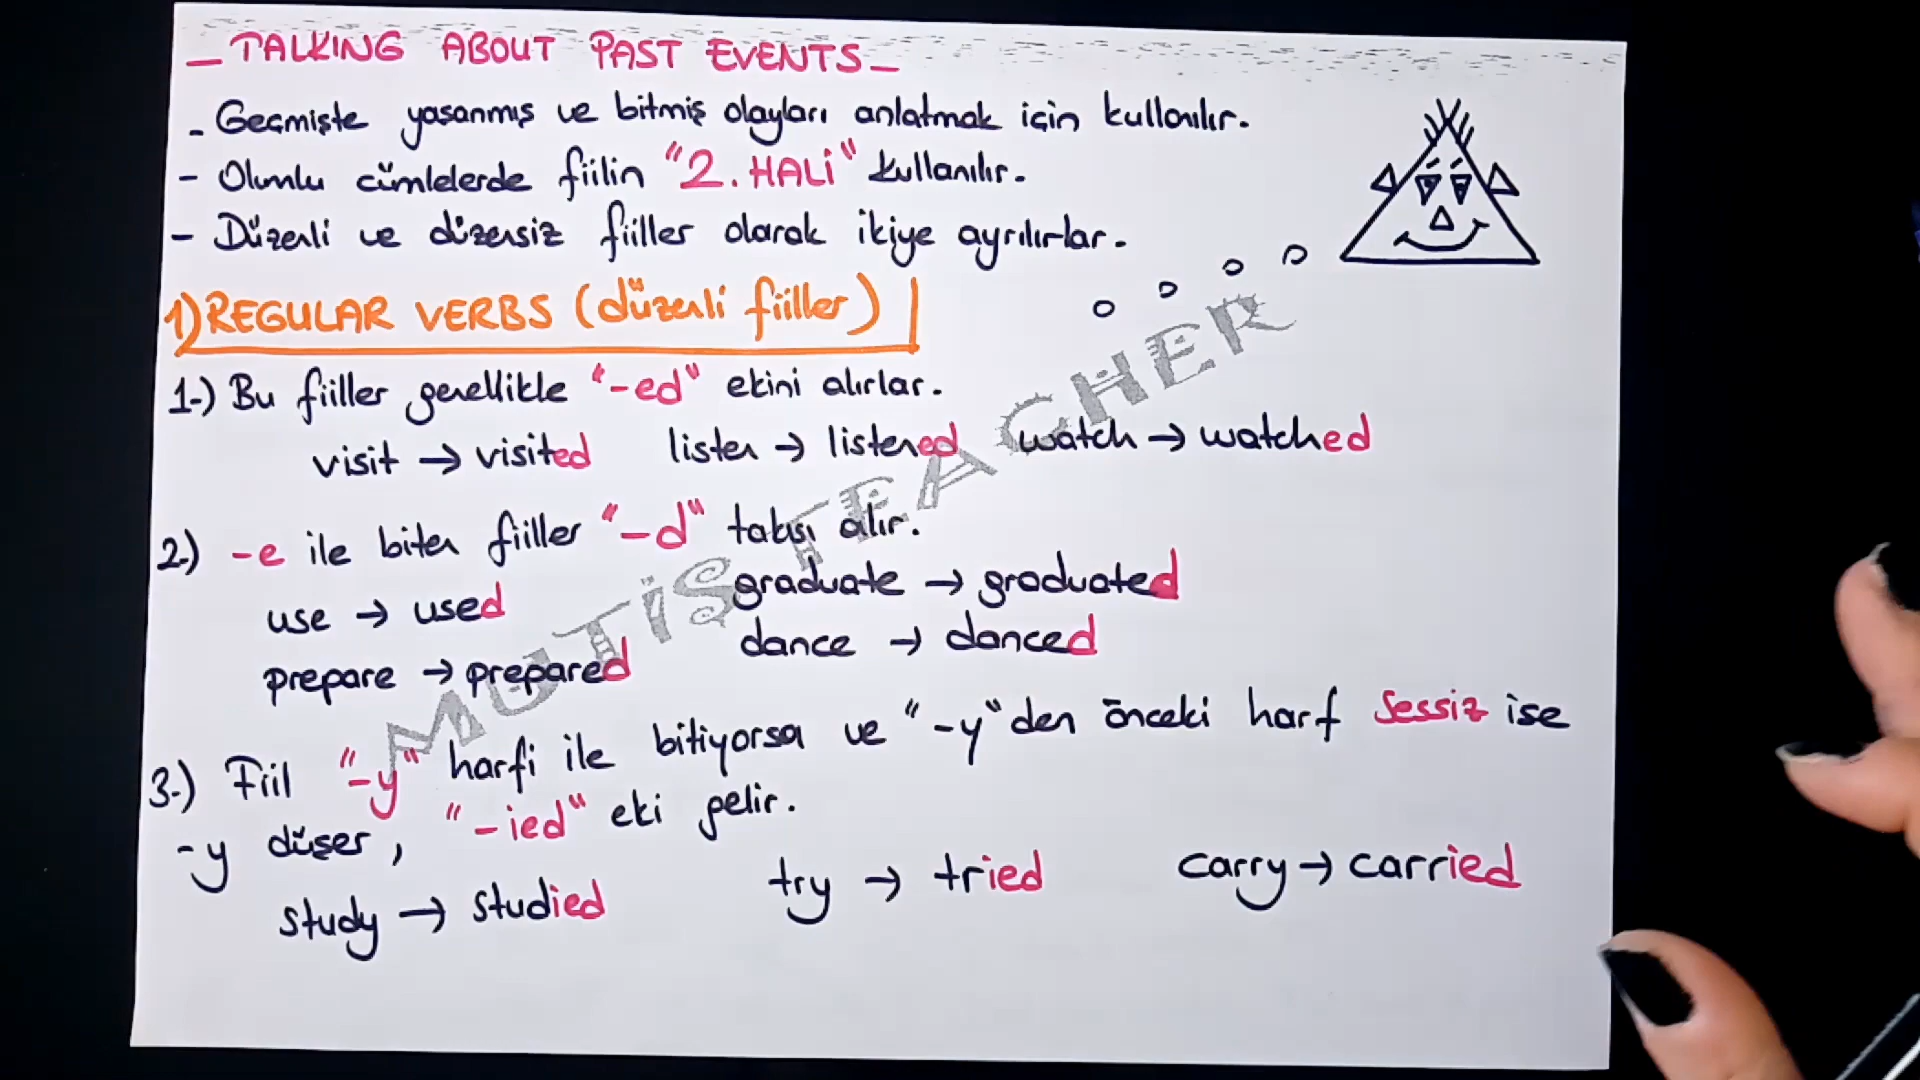 _ TALKING ABOUT PAST EVENTS _
- Geçmişte yaşanmış ve bitmiş olayları anlatmak için kullanılır.
- Olumlu cümlelerde fiilin "2. HALİ" kullanılır.
- Düzenli ve düzensiz fiiller olarak ikiye ayrılırlar.
1) REGULAR VERBS (düzenli fiiller)
1-) Bu fiiller genellikle "-ed" ekini alırlar.
visit → visited listen → listened watch → watched
2-) -e ile biten fiiller "-d" takısı alır.
use → used graduate → graduated
prepare → prepared dance → danced
3-) Fiil "-y" harfi ile bitiyorsa ve "-y"den önceki harf sessiz ise
-y düşer, "-ied" eki gelir.
study → studied try → tried carry → carried
MUTİŞ TEACHER